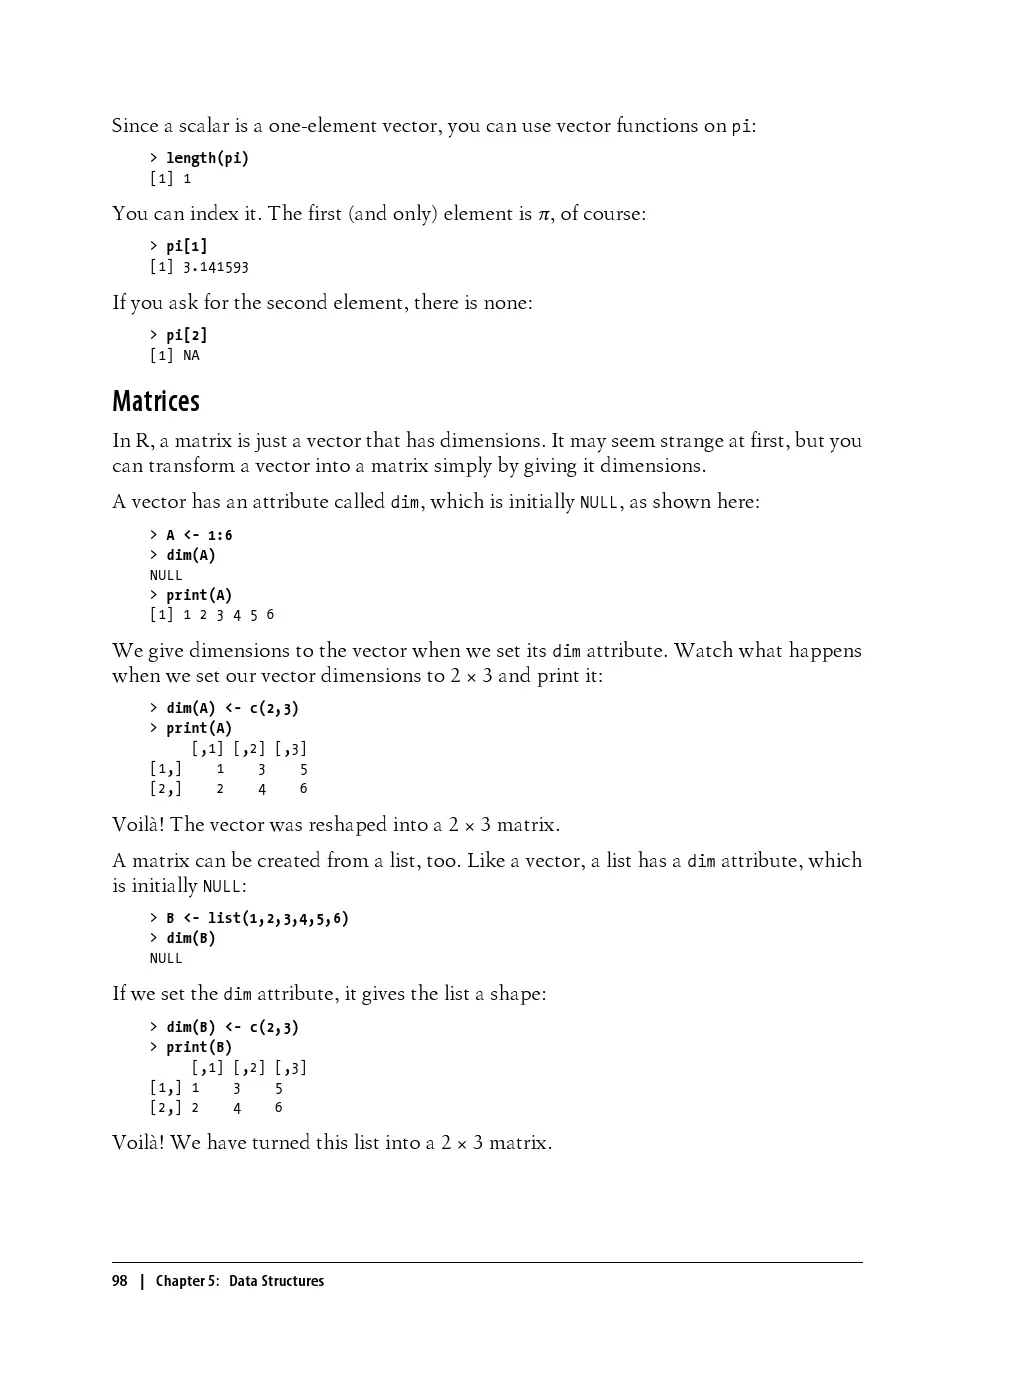 Since a scalar is a one-element vector, you can use vector functions on pi:
> length(pi)
[1] 1
You can index it. The first (and only) element is π, of course:
> pi[1]
[1] 3.141593
If you ask for the second element, there is none:
> pi[2]
[1] NA
Matrices
In R, a matrix is just a vector that has dimensions. It may seem strange at first, but you
can transform a vector into a matrix simply by giving it dimensions.
A vector has an attribute called dim, which is initially NULL, as shown here:
> A <- 1:6
> dim(A)
NULL
> print(A)
[1] 1 2 3 4 5 6
We give dimensions to the vector when we set its dim attribute. Watch what happens
when we set our vector dimensions to 2 × 3 and print it:
> dim(A) <- c(2,3)
> print(A)
     [,1] [,2] [,3]
[1,]    1    3    5
[2,]    2    4    6
Voilà! The vector was reshaped into a 2 × 3 matrix.
A matrix can be created from a list, too. Like a vector, a list has a dim attribute, which
is initially NULL:
> B <- list(1,2,3,4,5,6)
> dim(B)
NULL
If we set the dim attribute, it gives the list a shape:
> dim(B) <- c(2,3)
> print(B)
     [,1] [,2] [,3]
[1,] 1    3    5
[2,] 2    4    6
Voilà! We have turned this list into a 2 × 3 matrix.
98 | Chapter 5: Data Structures